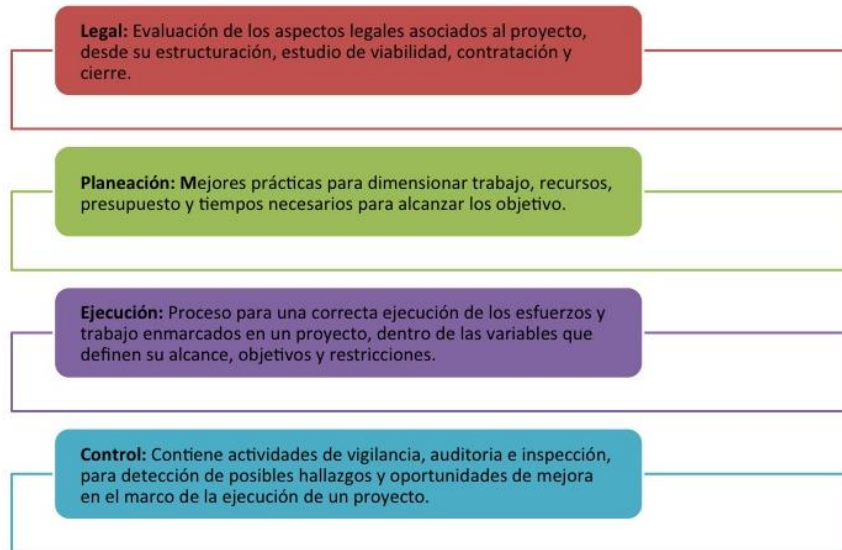 Legal: Evaluación de los aspectos legales asociados al proyecto,
desde su estructuración, estudio de viabilidad, contratación y
cierre.
Planeación: Mejores prácticas para dimensionar trabajo, recursos,
presupuesto y tiempos necesarios para alcanzar los objetivo.
Ejecución: Proceso para una correcta ejecución de los esfuerzos y
trabajo enmarcados en un proyecto, dentro de las variables que
definen su alcance, objetivos y restricciones.
Control: Contiene actividades de vigilancia, auditoria e inspección,
para detección de posibles hallazgos y oportunidades de mejora
en el marco de la ejecución de un proyecto.